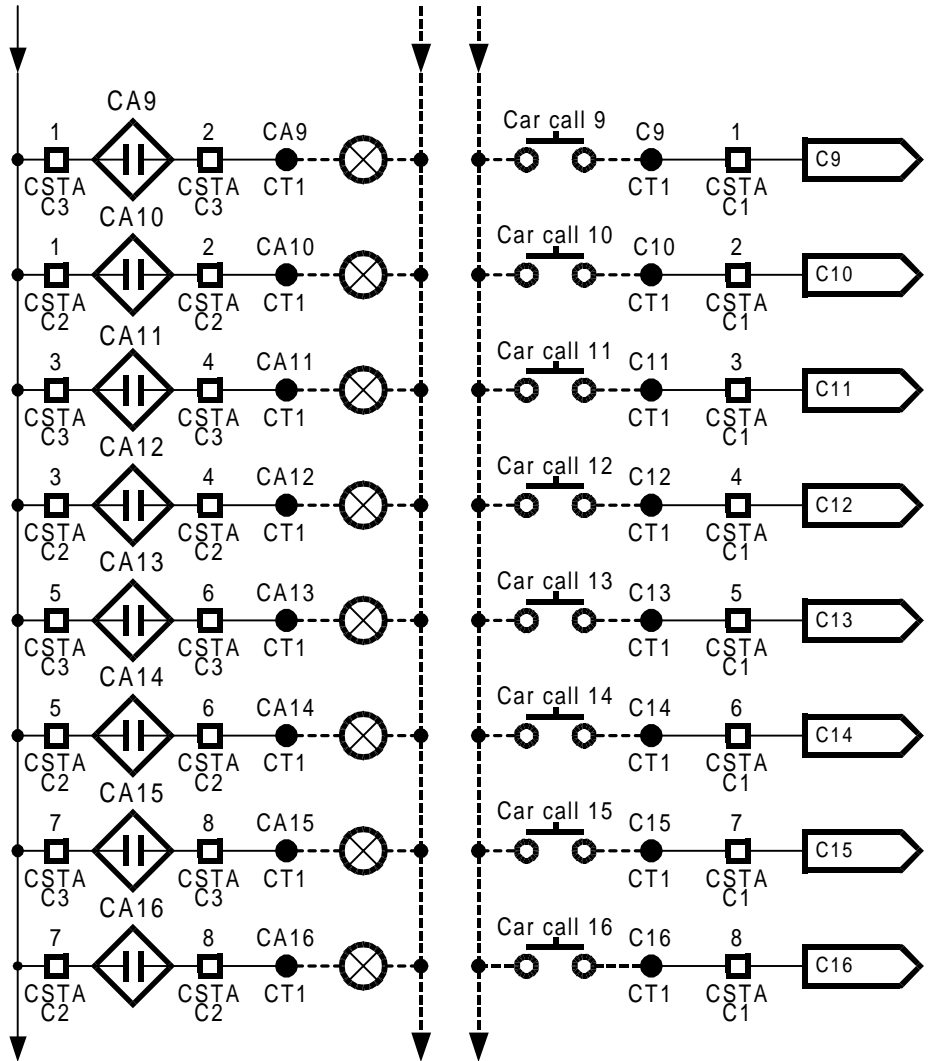 CA9
1 2 CA9 Car call 9 C9 1 C9
CSTA CSTA CT1 CT1 CSTA
C3 C3 C1
CA10
1 2 CA10 Car call 10 C10 2 C10
CSTA CSTA CT1 CT1 CSTA
C2 C2 C1
CA11
3 4 CA11 Car call 11 C11 3 C11
CSTA CSTA CT1 CT1 CSTA
C3 C3 C1
CA12
3 4 CA12 Car call 12 C12 4 C12
CSTA CSTA CT1 CT1 CSTA
C2 C2 C1
CA13
5 6 CA13 Car call 13 C13 5 C13
CSTA CSTA CT1 CT1 CSTA
C3 C3 C1
CA14
5 6 CA14 Car call 14 C14 6 C14
CSTA CSTA CT1 CT1 CSTA
C2 C2 C1
CA15
7 8 CA15 Car call 15 C15 7 C15
CSTA CSTA CT1 CT1 CSTA
C3 C3 C1
CA16
7 8 CA16 Car call 16 C16 8 C16
CSTA CSTA CT1 CT1 CSTA
C2 C2 C1